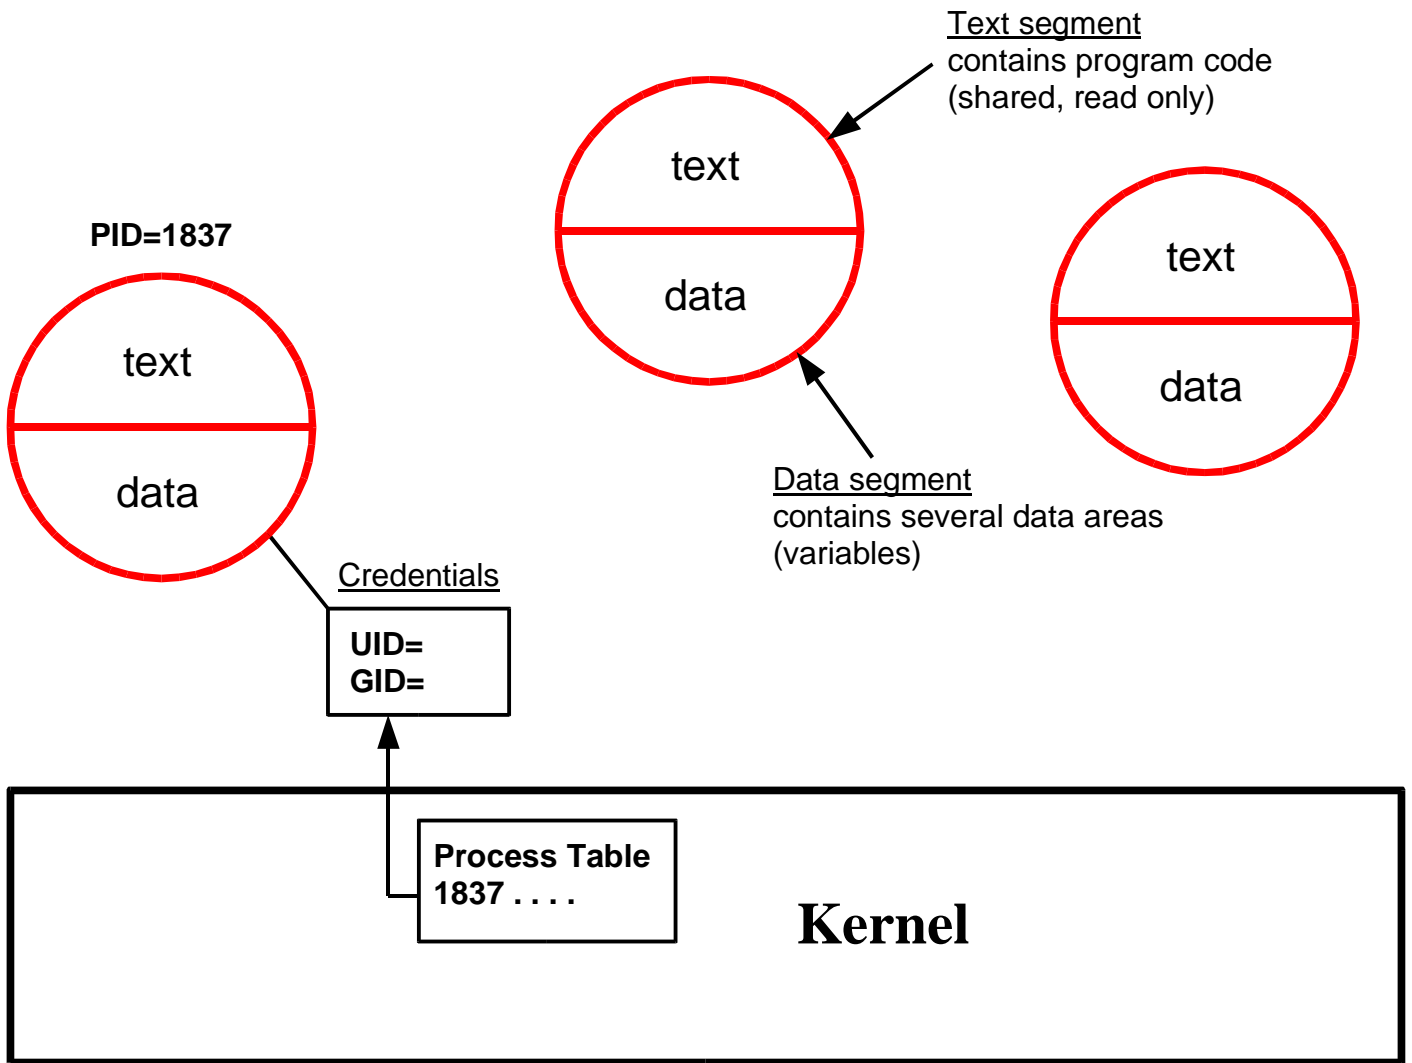 Text segment
contains program code
(shared, read only)
text
data
text
data
PID=1837
text
data
Data segment
contains several data areas
(variables)
Credentials
UID=
GID=
Process Table
1837 . . . .
Kernel